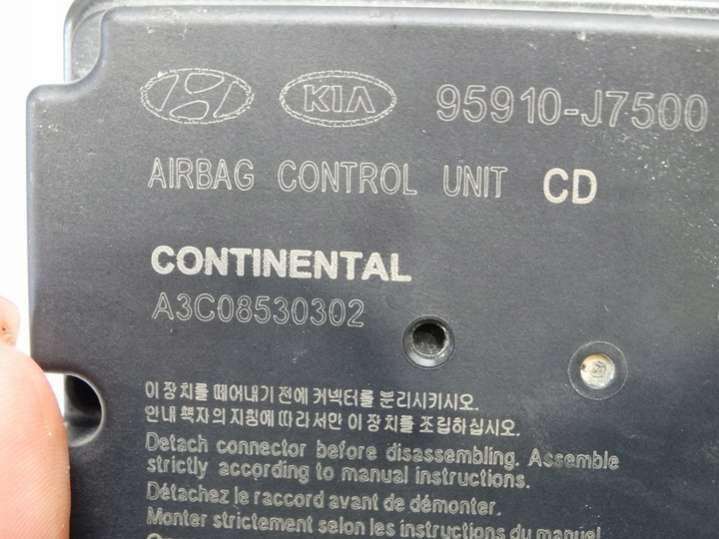 KIA 95910-J7500
AIRBAG CONTROL UNIT CD
CONTINENTAL
A3C08530302
이 장치를 떼어내기 전에 커넥터를 분리시키시오.
안내 책자의 지침에 따라서만 이 장치를 조립하십시오.
Detach connector before disassembling. Assemble
strictly according to manual instructions.
Détachez le raccord avant de démonter.
Monter strictement selon les instructions du manuel.